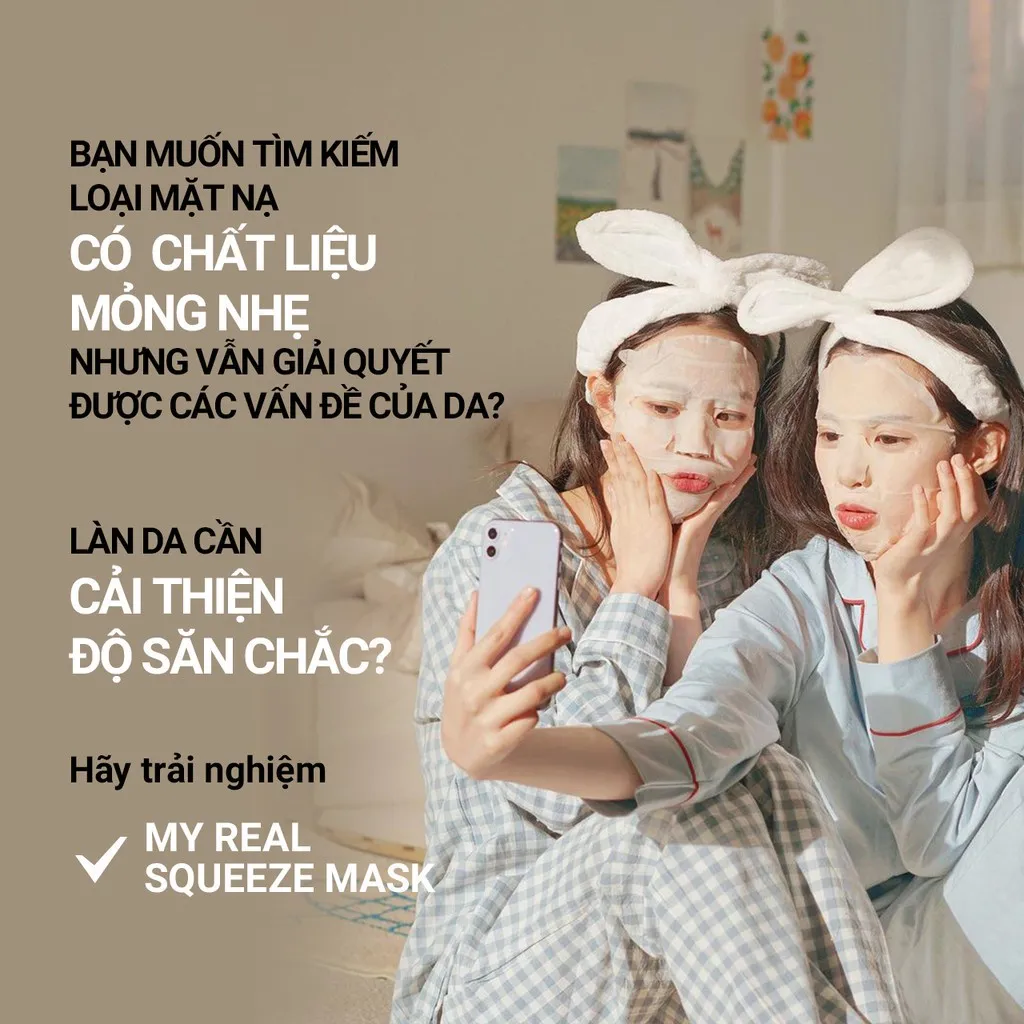 BẠN MUỐN TÌM KIẾM
LOẠI MẶT NẠ
CÓ CHẤT LIỆU
MỎNG NHẸ
NHƯNG VẪN GIẢI QUYẾT
ĐƯỢC CÁC VẤN ĐỀ CỦA DA?
LÀN DA CẦN
CẢI THIỆN
ĐỘ SĂN CHẮC?
Hãy trải nghiệm
MY REAL
SQUEEZE MASK